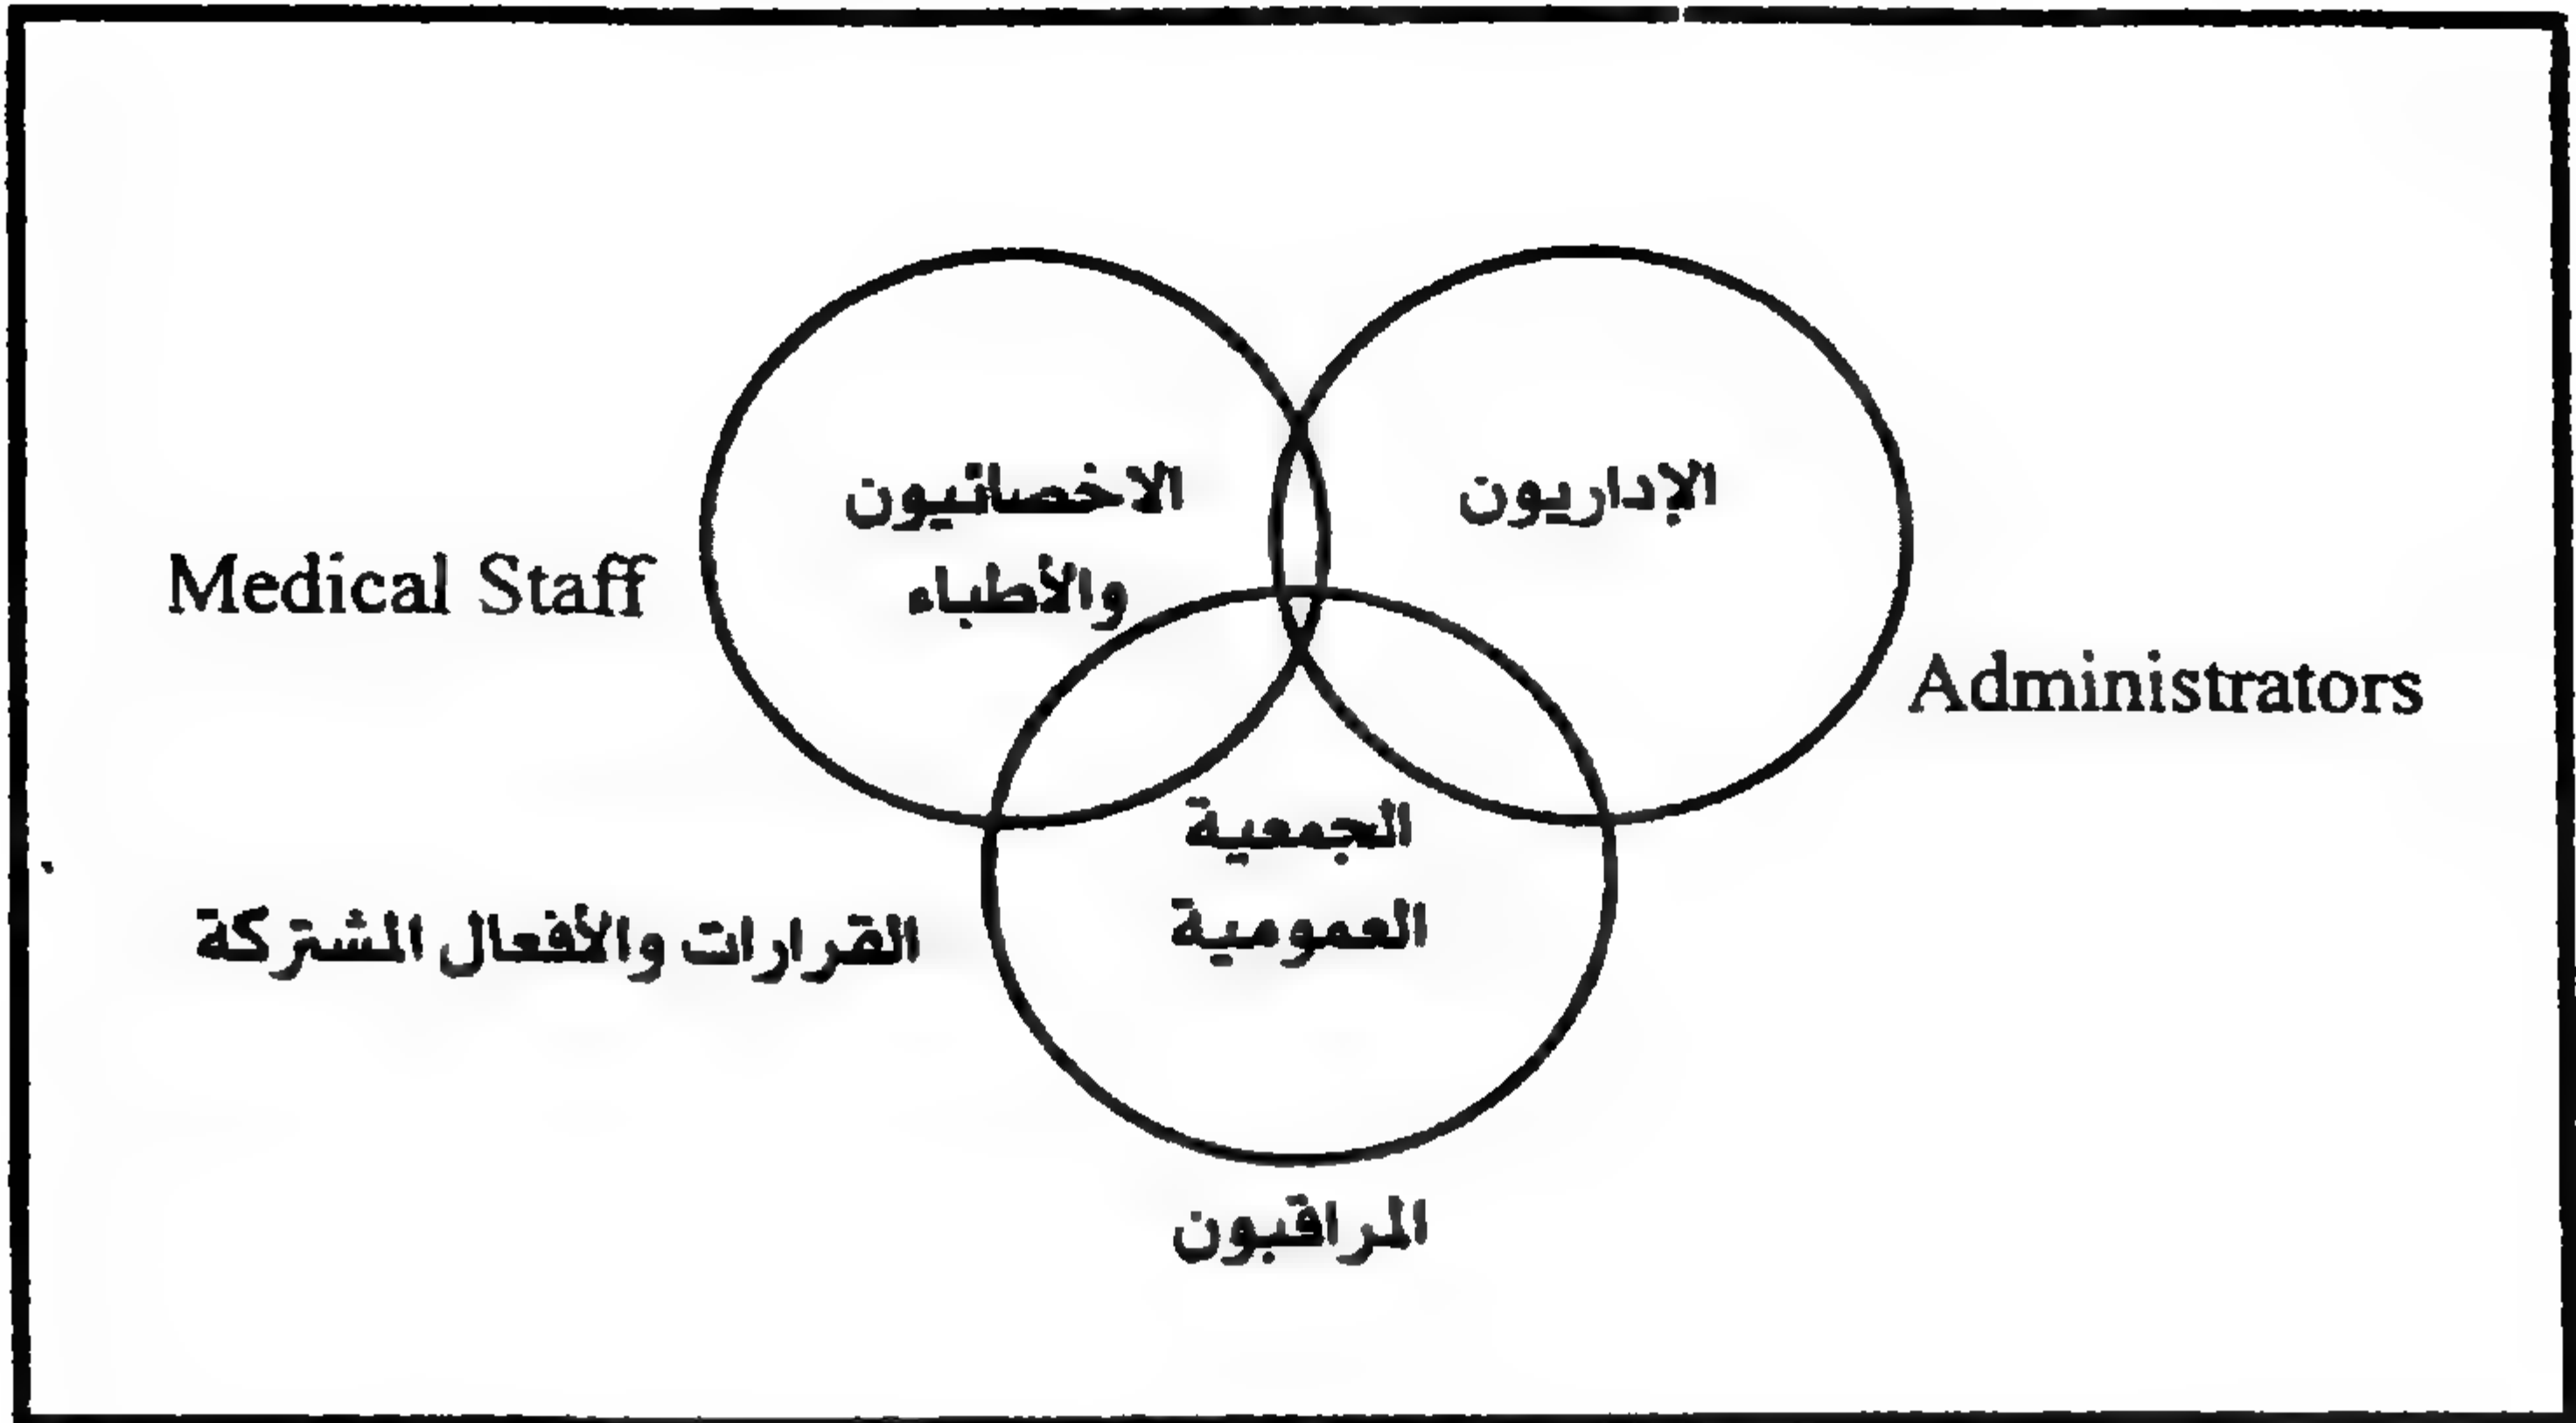 الاخصائيون
والأطباء
الإداريون
Medical Staff
Administrators
الجمعية
العمومية
القرارات والأفعال المشتركة
المراقبون